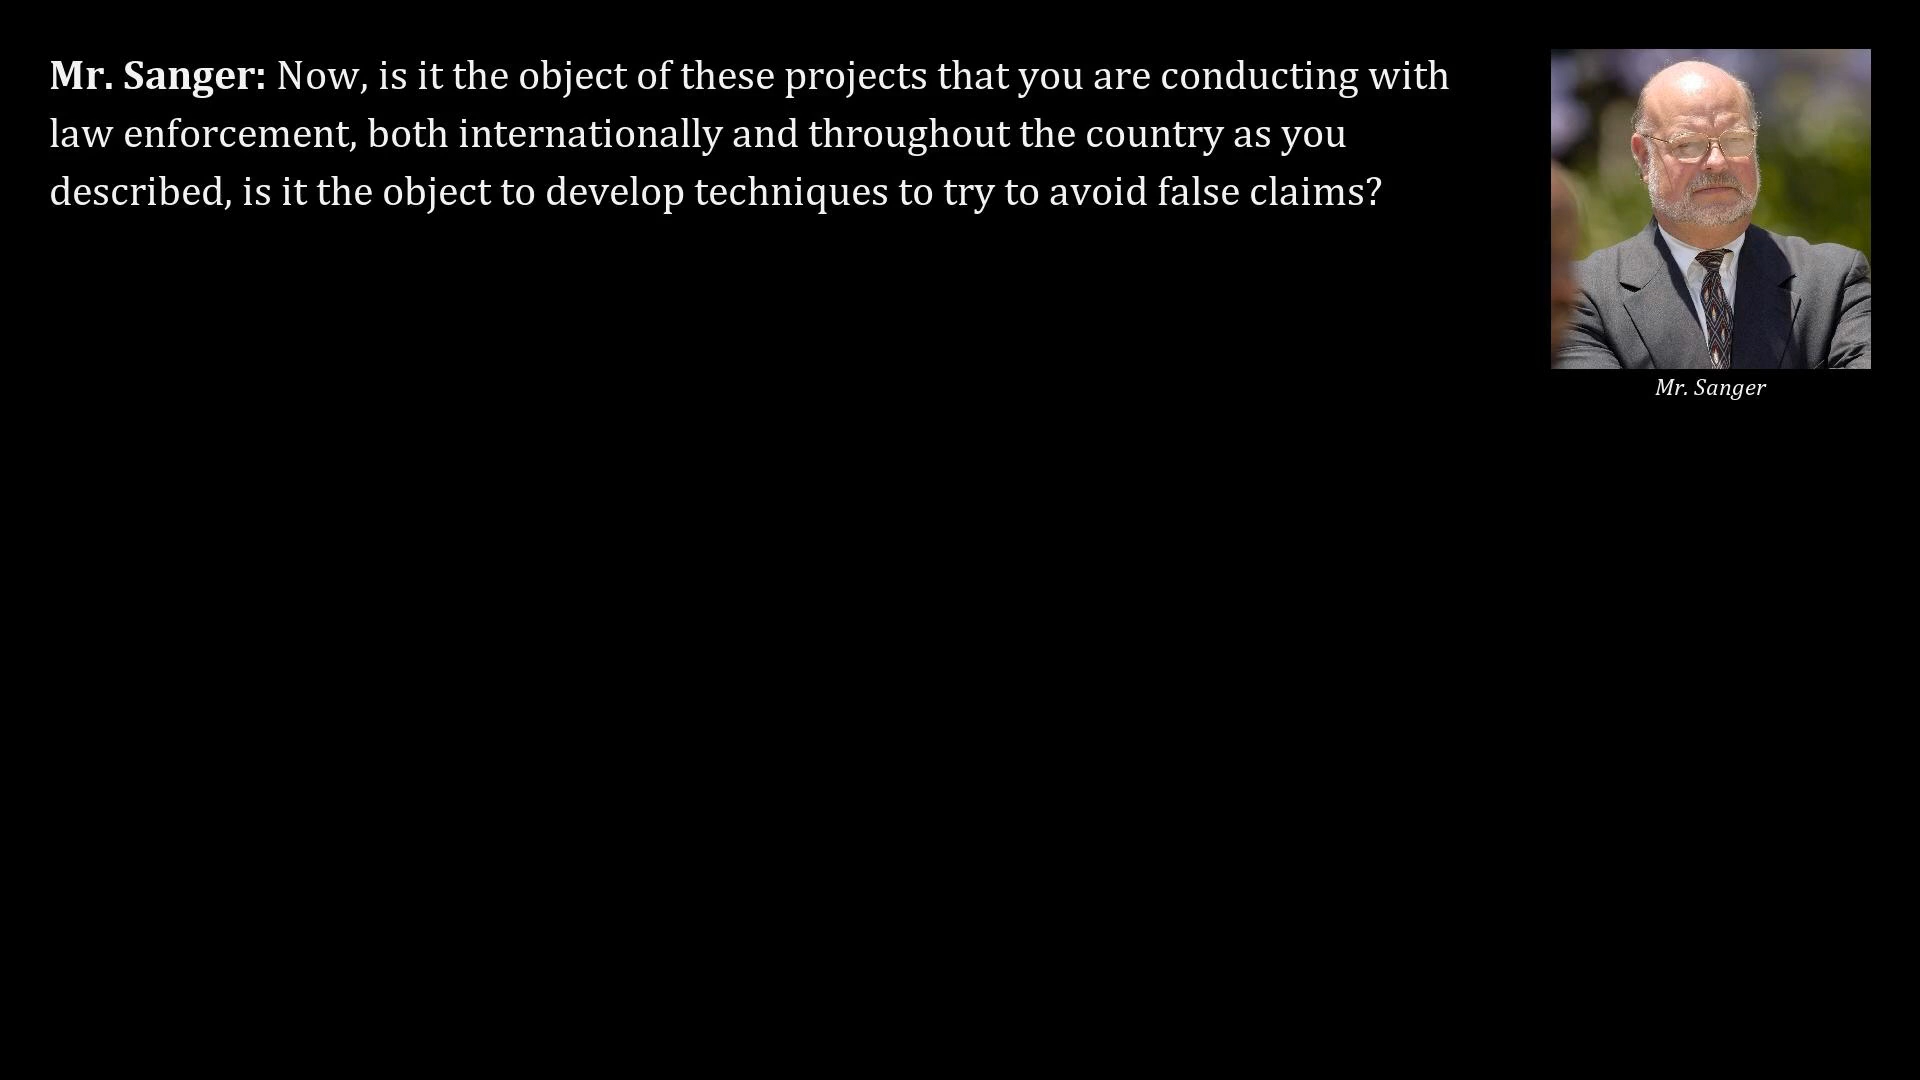 Mr. Sanger: Now, is it the object of these projects that you are conducting with
law enforcement, both internationally and throughout the country as you
described, is it the object to develop techniques to try to avoid false claims?
Mr. Sanger